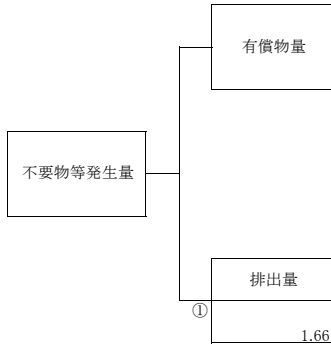 有償物量
不要物等発生量
排出量
①
1.66